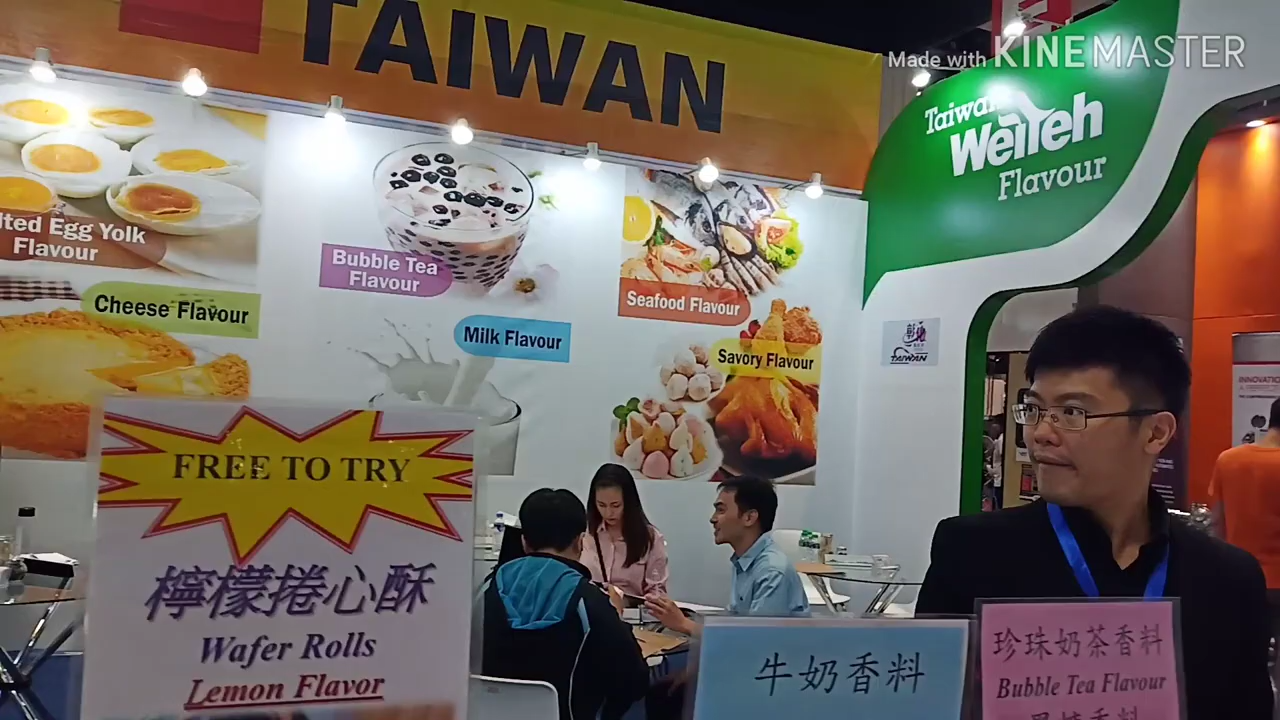 TAIWAN
Made with KINEMASTER
Taiwan
WeiYeh
Flavour
lted Egg Yolk
Flavour
Cheese Flavour
Bubble Tea
Flavour
Milk Flavour
Seafood Flavour
Savory Flavour
TAIWAN
INNOVATIO
FREE TO TRY
檸檬捲心酥
Wafer Rolls
Lemon Flavor
牛奶香料
珍珠奶茶香料
Bubble Tea Flavour